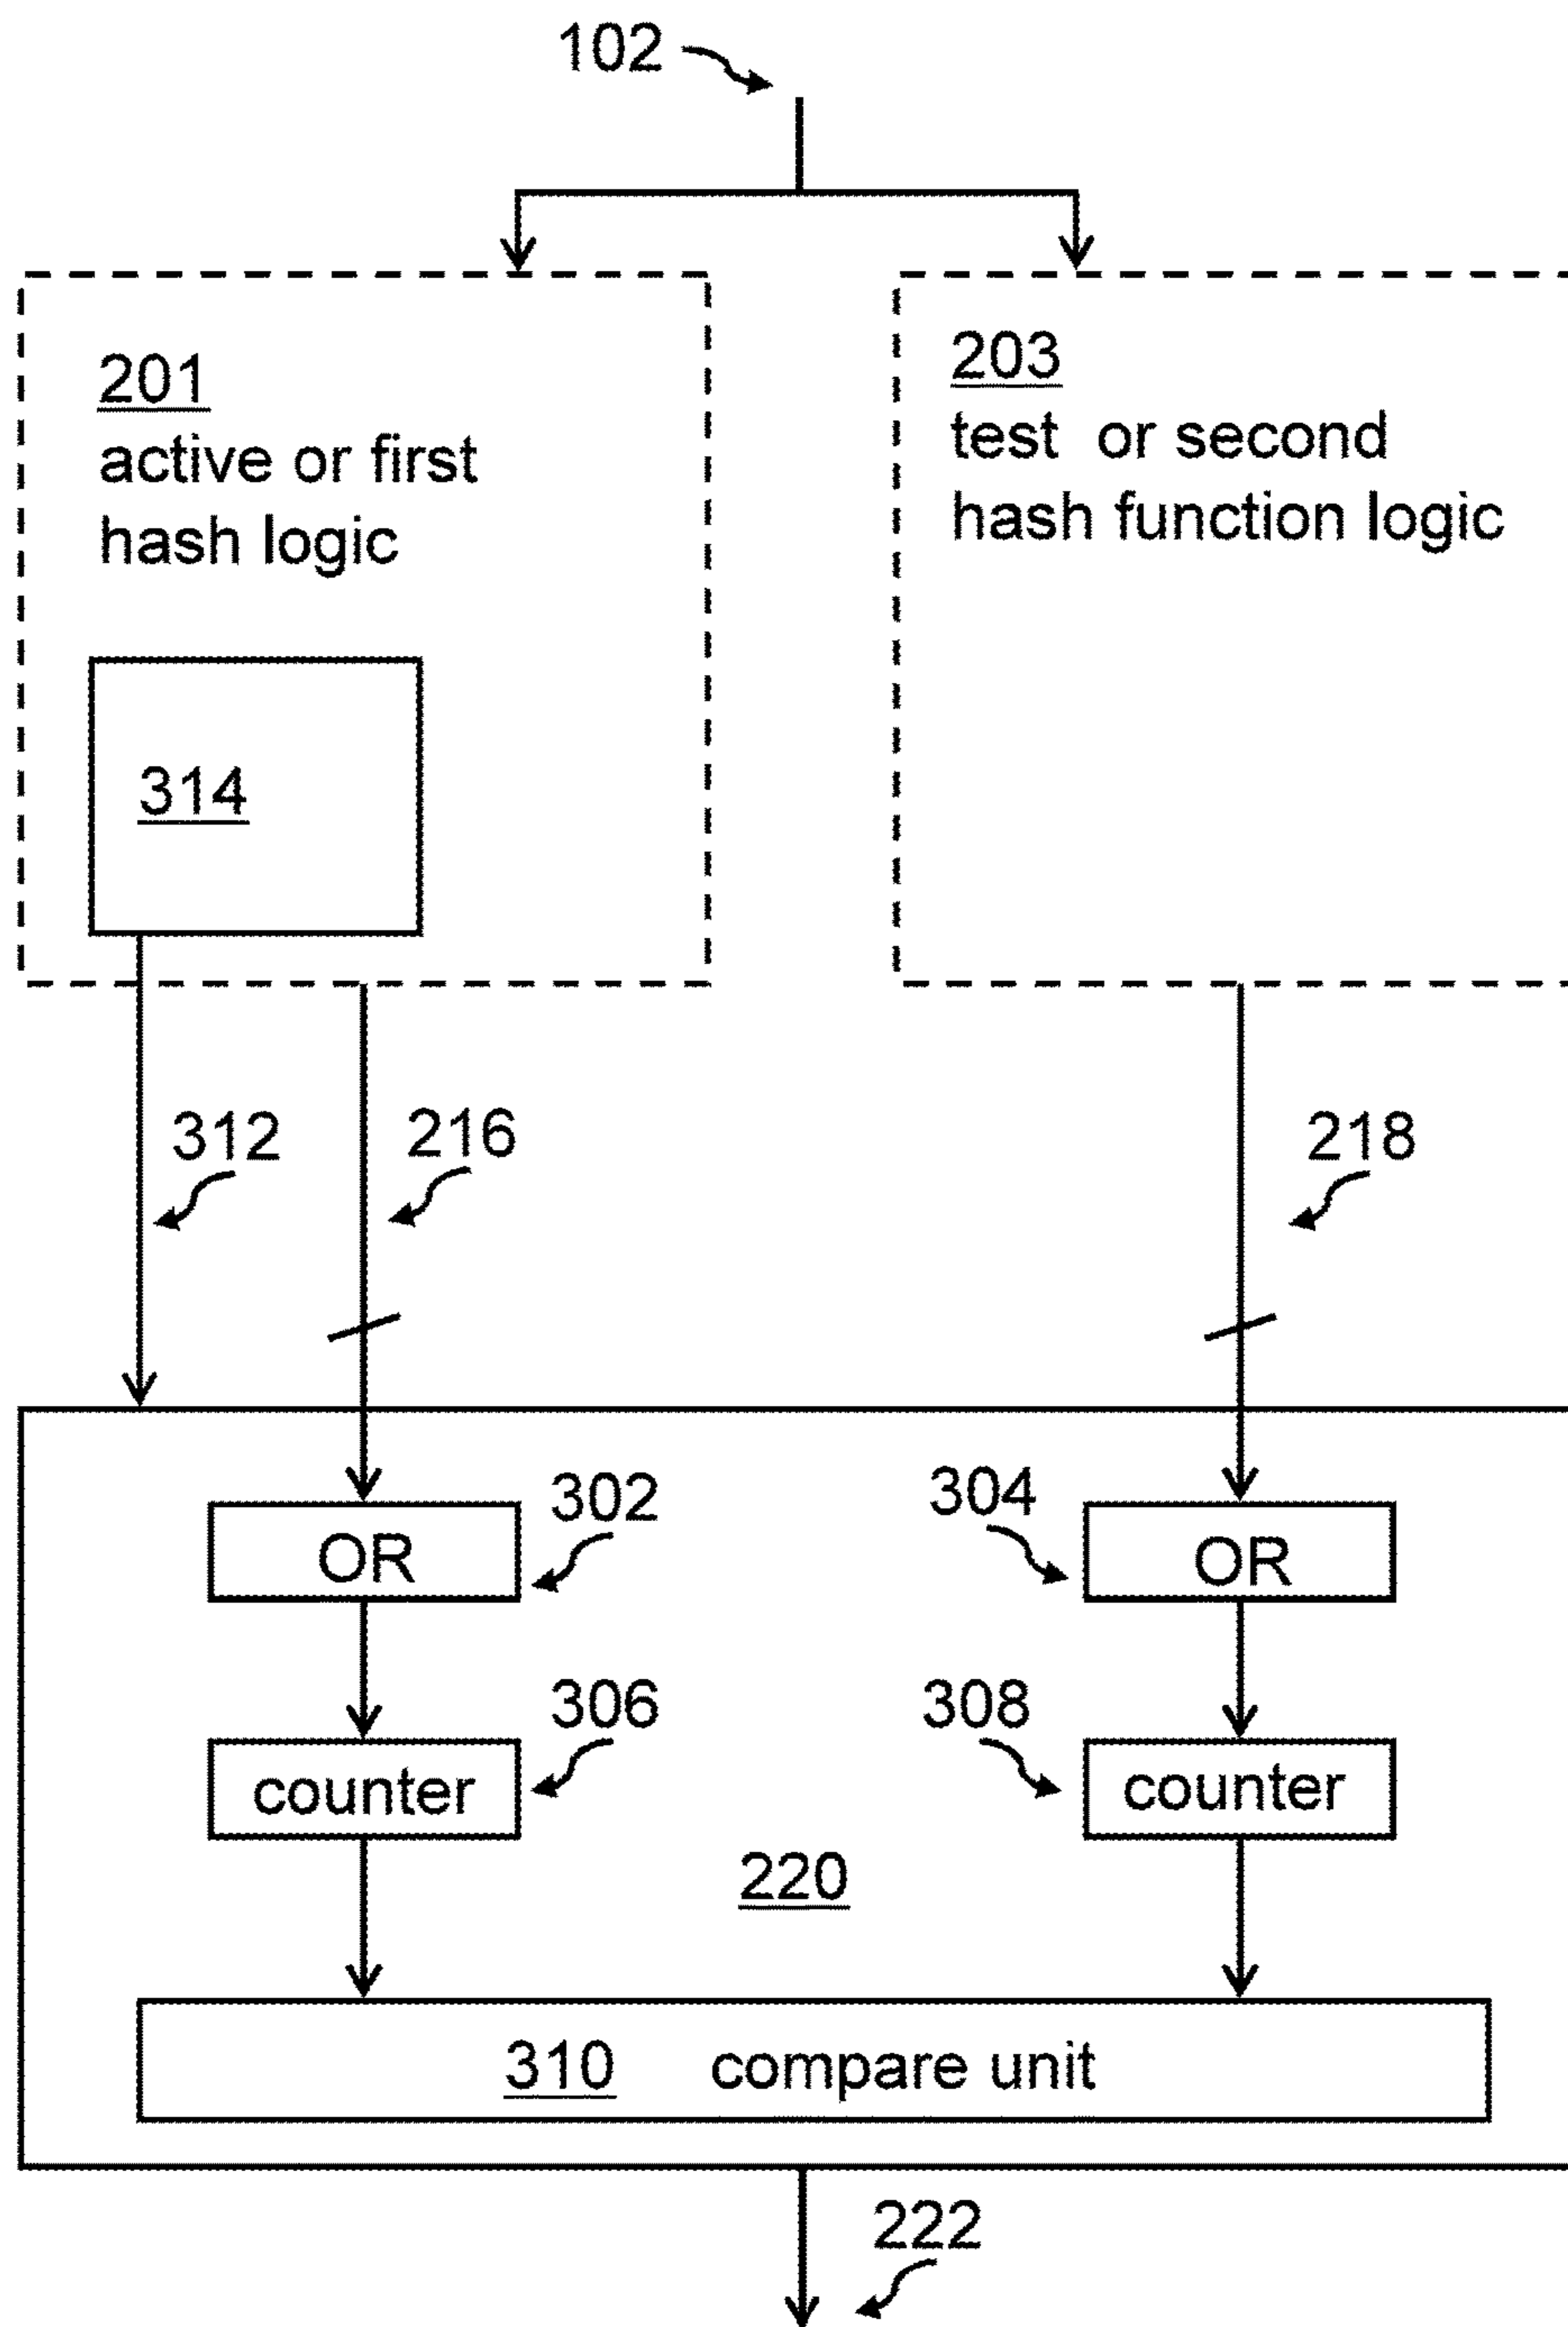 102
201
active or first
hash logic
203
test or second
hash function logic
314
312
216
218
302
304
OR
OR
306
308
counter
counter
220
310 compare unit
222